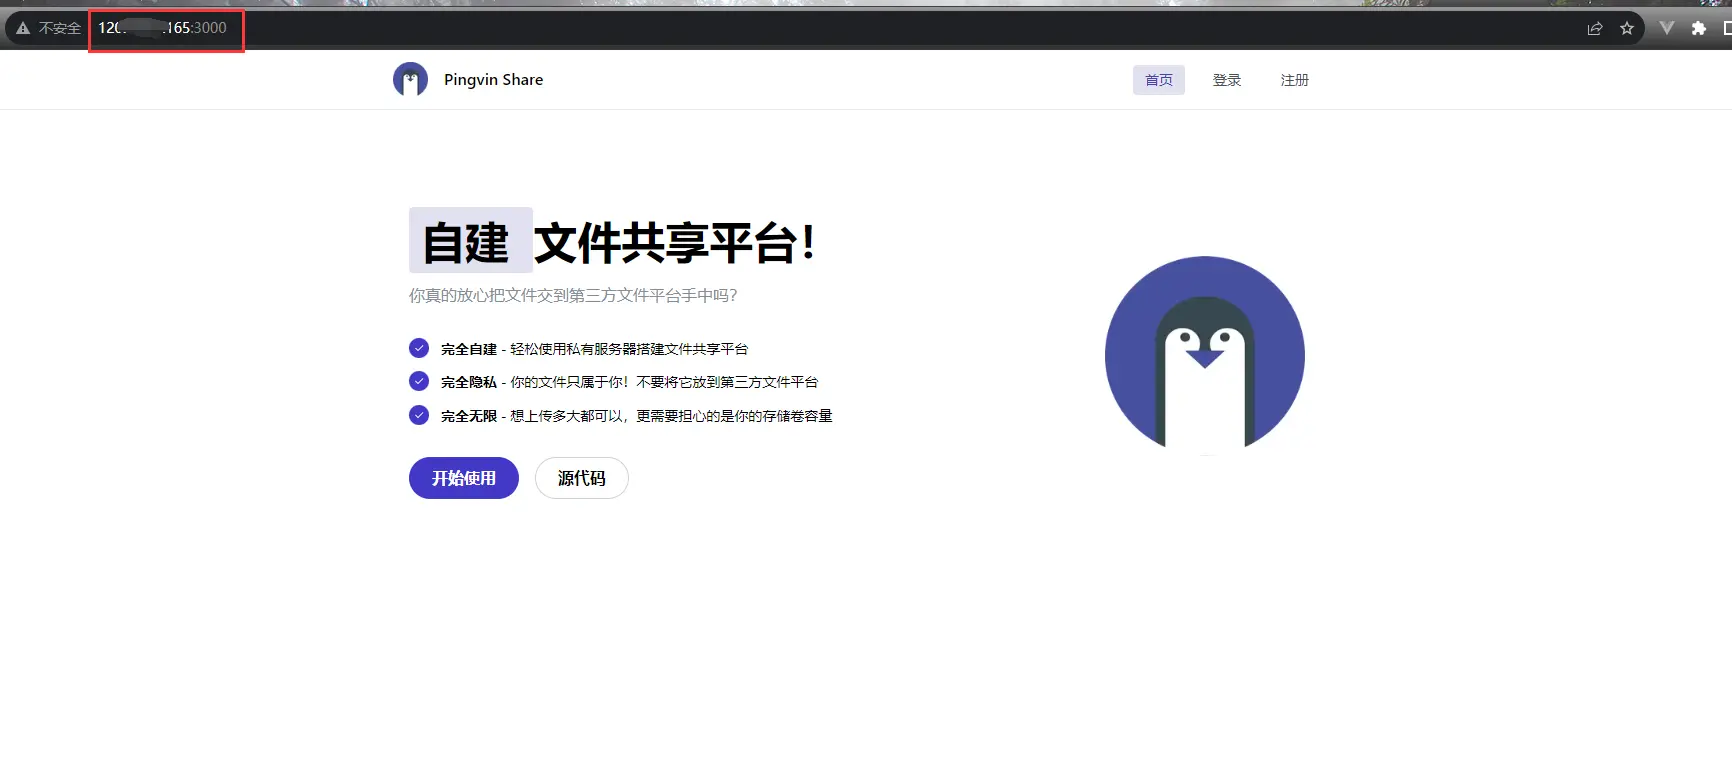 不安全 165:3000
Pingvin Share
首页 登录 注册
自建 文件共享平台！
你真的放心把文件交到第三方文件平台手中吗？
完全自建 - 轻松使用私有服务器搭建文件共享平台
完全隐私 - 你的文件只属于你！不要将它放到第三方文件平台
完全无限 - 想上传多大都可以，更需要担心的是你的存储卷容量
开始使用 源代码